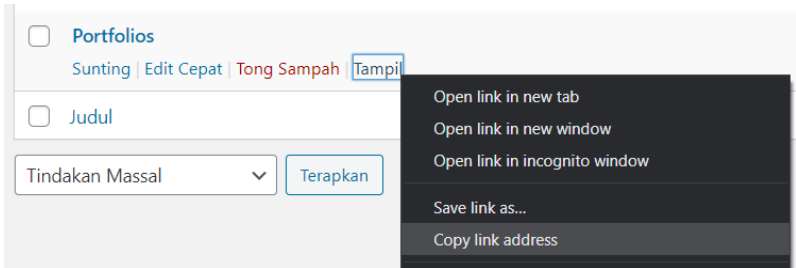 Portfolios
Sunting | Edit Cepat | Tong Sampah | Tampil
Judul
Tindakan Massal
Terapkan
Open link in new tab
Open link in new window
Open link in incognito window
Save link as...
Copy link address